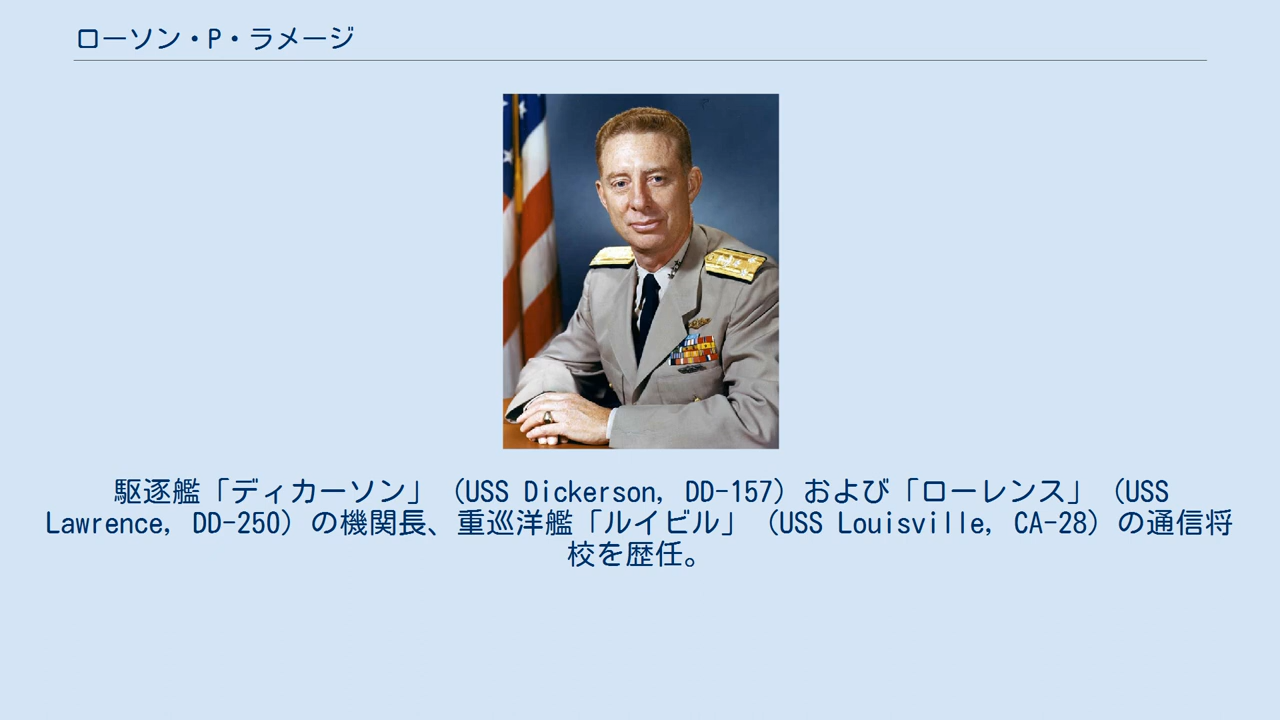 ローソン・P・ラメージ
駆逐艦「ディカーソン」（USS Dickerson, DD-157）および「ローレンス」（USS
Lawrence, DD-250）の機関長、重巡洋艦「ルイビル」（USS Louisville, CA-28）の通信将
校を歴任。